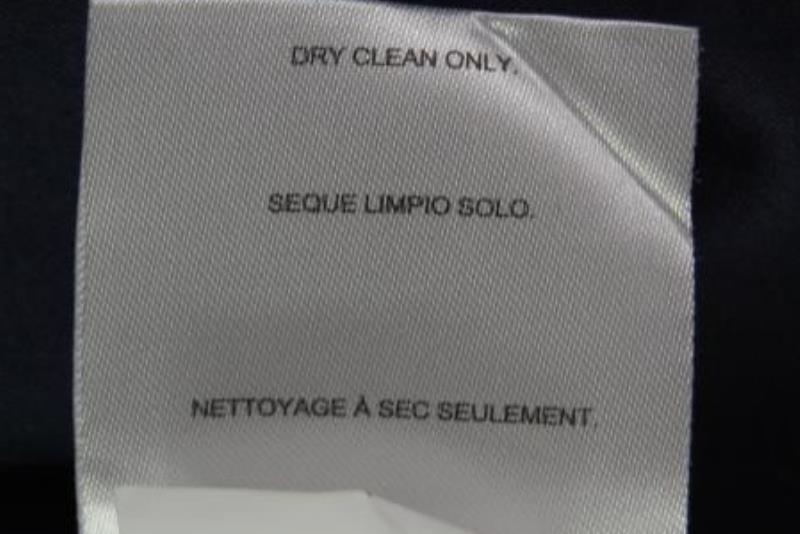 DRY CLEAN ONLY.
SEQUE LIMPIO SOLO.
NETTOYAGE À SEC SEULEMENT.